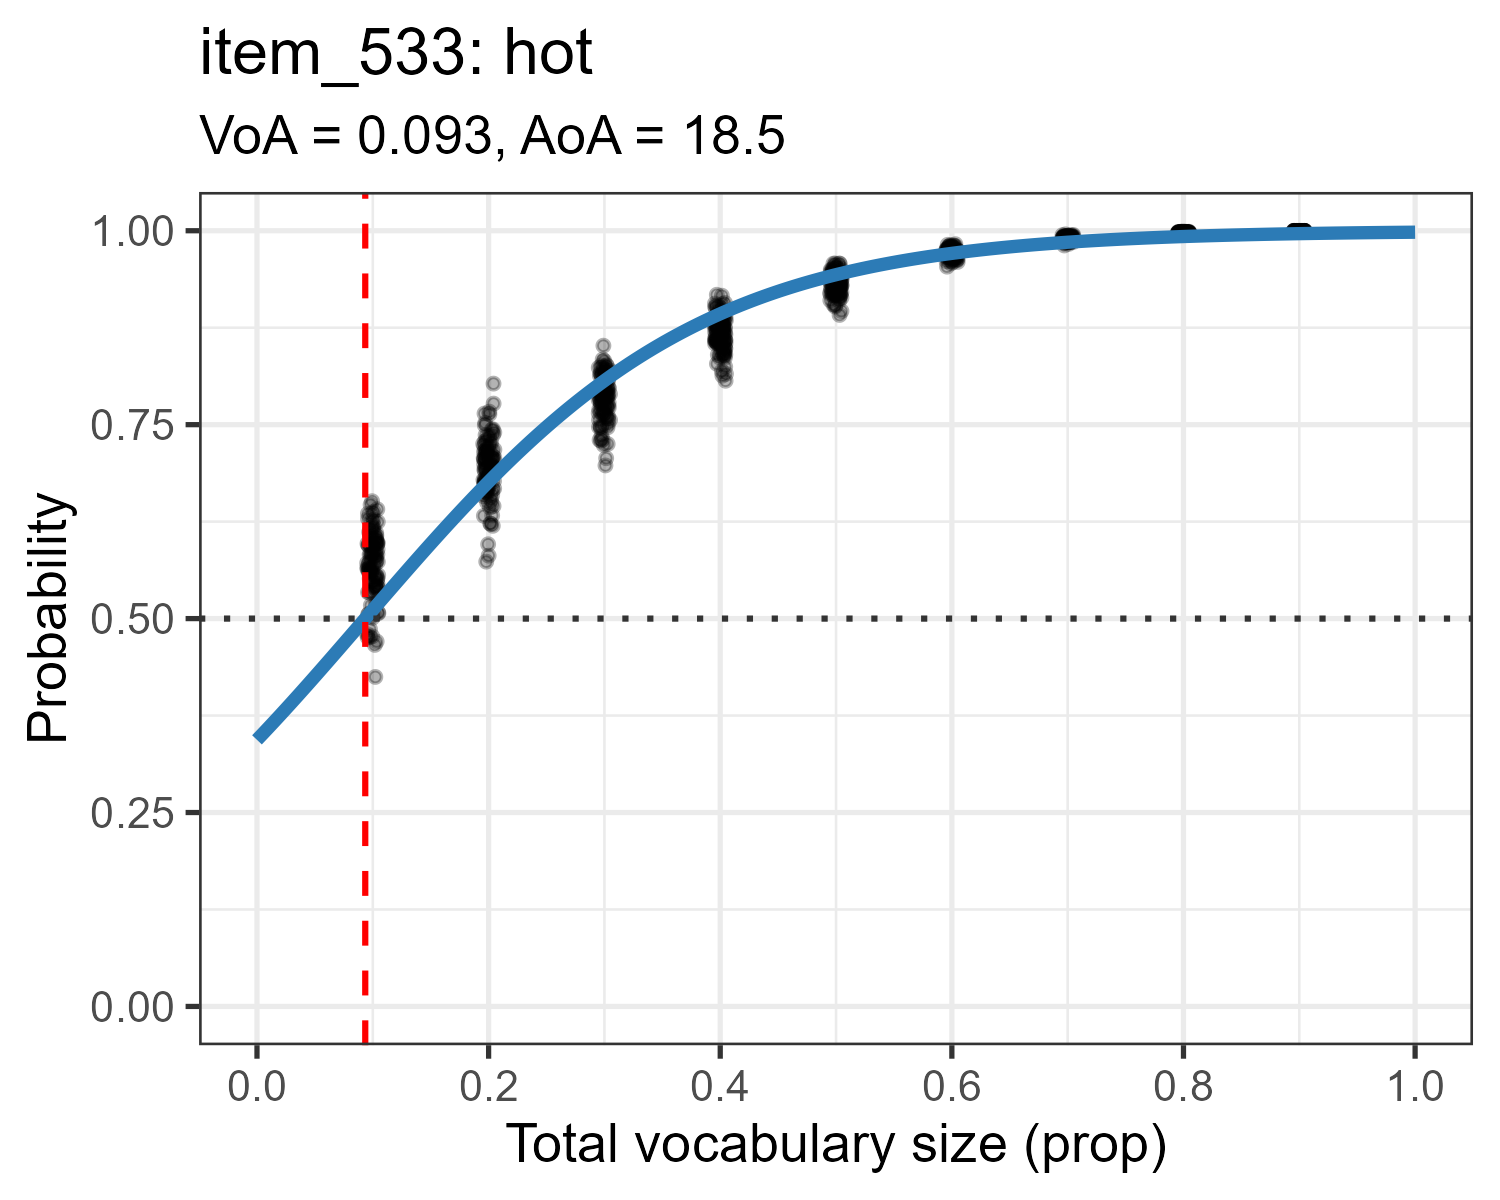 item_533: hot
VoA = 0.093, AoA = 18.5
1.00
0.75
0.50
0.25
0.00
Probability
0.0 0.2 0.4 0.6 0.8 1.0
Total vocabulary size (prop)